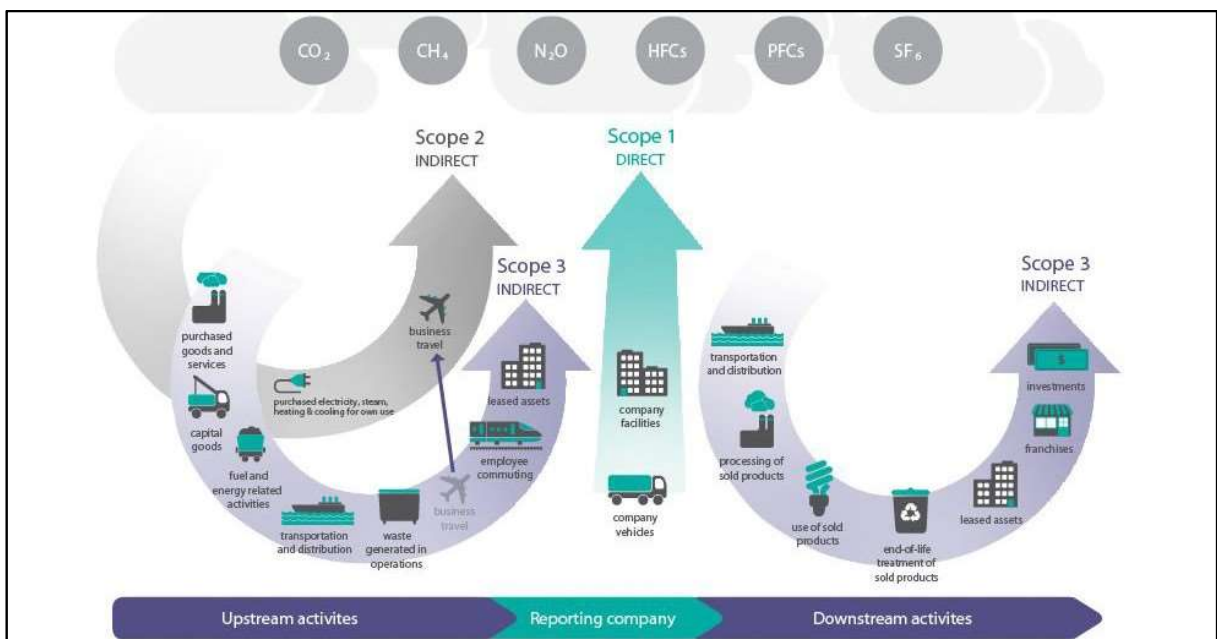 CO₂
CH₄
N₂O
HFCs
PFCs
SF₆
Scope 2
INDIRECT
Scope 1
DIRECT
Scope 3
INDIRECT
Scope 3
INDIRECT
purchased
goods and
services
capital
goods
fuel and
energy related
activities
purchased electricity, steam,
heating & cooling for own use
transportation
and distribution
waste
generated in
operations
business
travel
business
travel
employee
commuting
leased assets
company
facilities
company
vehicles
transportation
and distribution
processing of
sold products
use of sold
products
end-of-life
treatment of
sold products
leased assets
franchises
$
investments
Upstream activites
Reporting company
Downstream activites